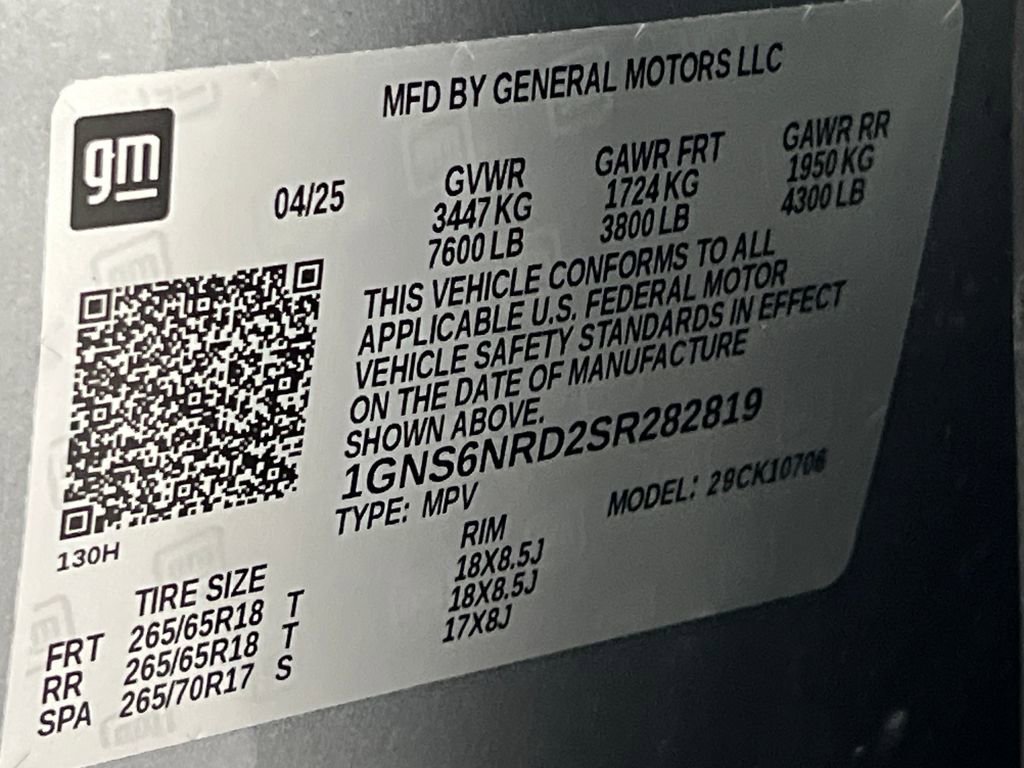 MFD BY GENERAL MOTORS LLC
gm
04/25 GVWR GAWR FRT GAWR RR
3447 KG 1724 KG 1950 KG
7600 LB 3800 LB 4300 LB
THIS VEHICLE CONFORMS TO ALL
APPLICABLE U.S. FEDERAL MOTOR
VEHICLE SAFETY STANDARDS IN EFFECT
ON THE DATE OF MANUFACTURE
SHOWN ABOVE.
1GNS6NRD2SR282819
TYPE: MPV MODEL: 29CK10706
130H
TIRE SIZE RIM
FRT 265/65R18 T 18X8.5J
RR 265/65R18 T 18X8.5J
SPA 265/70R17 S 17X8J